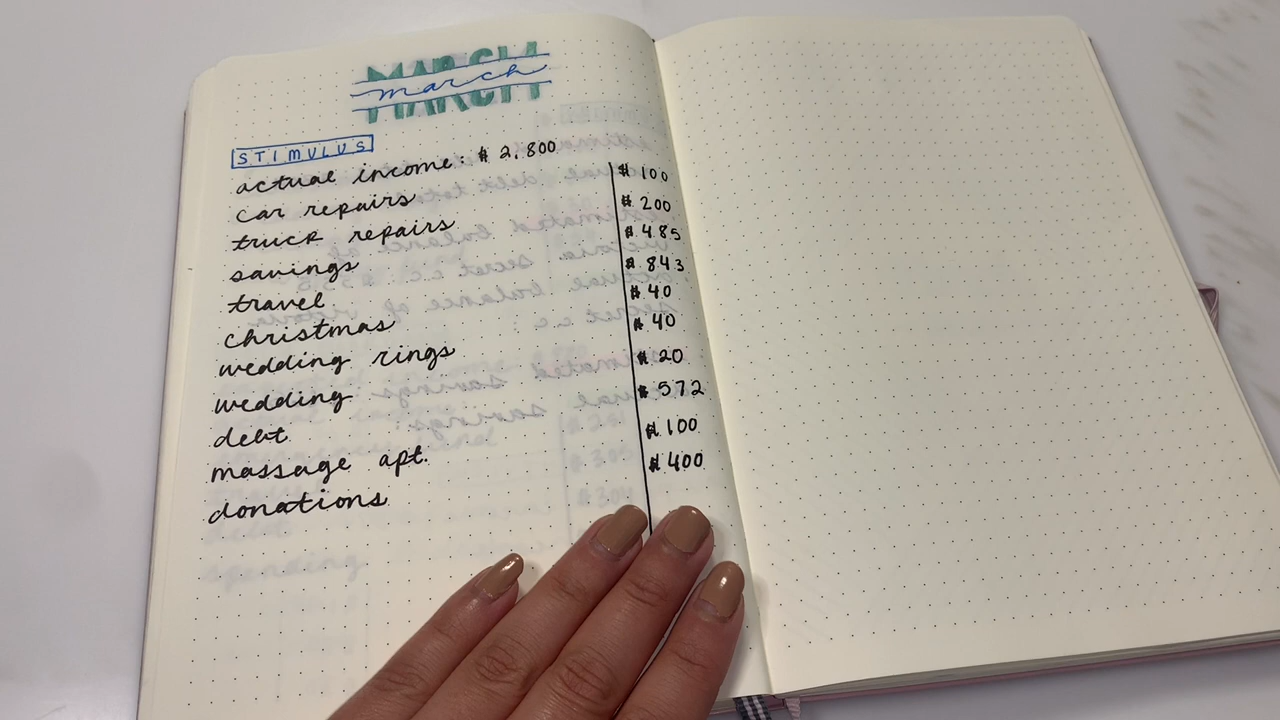 MARCH
march
STIMULUS
actual income: $ 2,800
car repairs $ 100
truck repairs $ 200
savings $ 485
travel $ 843
christmas $ 40
wedding rings $ 40
wedding $ 20
debt $ 572
massage apt. $ 100
donations $ 400